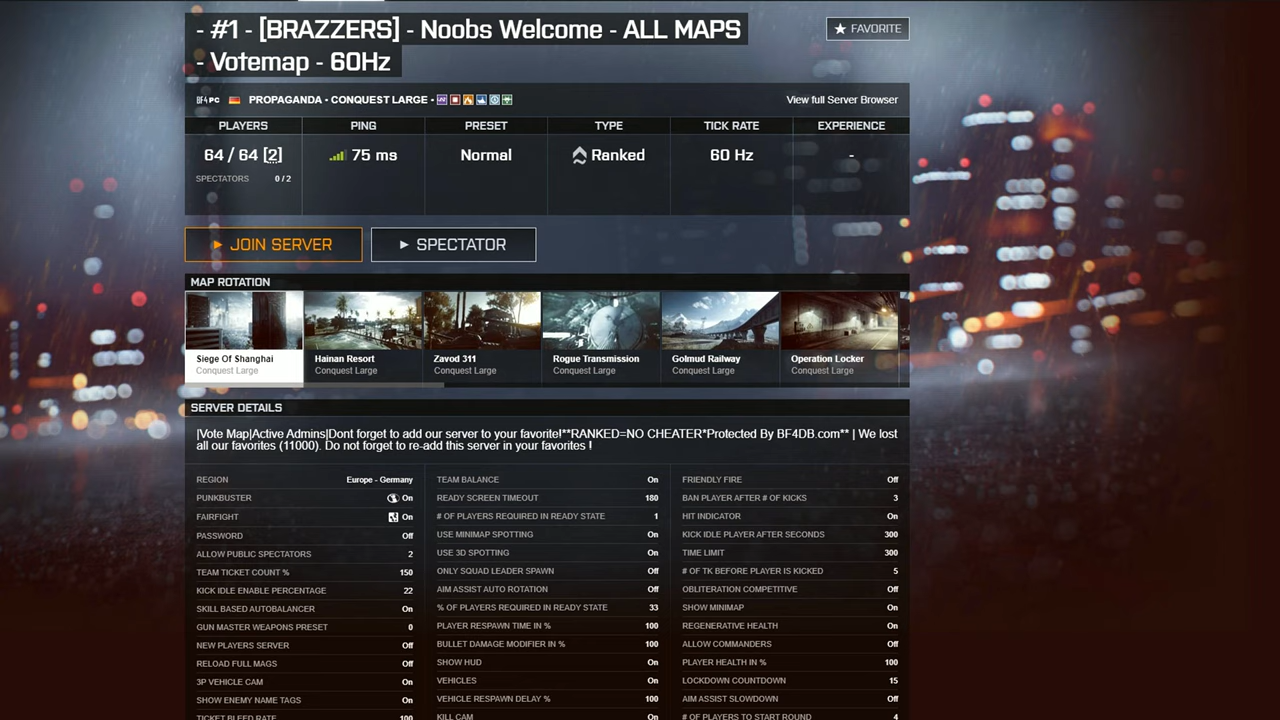 - #1 - [BRAZZERS] - Noobs Welcome - ALL MAPS
- Votemap - 60Hz
★ FAVORITE
BF4 PC PROPAGANDA - CONQUEST LARGE -
View full Server Browser
PLAYERS PING PRESET TYPE TICK RATE EXPERIENCE
64 / 64 [2] 75 ms Normal Ranked 60 Hz -
SPECTATORS 0 / 2
JOIN SERVER SPECTATOR
MAP ROTATION
Siege Of Shanghai Hainan Resort Zavod 311 Rogue Transmission Golmud Railway Operation Locker
Conquest Large Conquest Large Conquest Large Conquest Large Conquest Large Conquest Large
SERVER DETAILS
|Vote Map|Active Admins|Dont forget to add our server to your favorite!**RANKED=NO CHEATER*Protected By BF4DB.com** | We lost
all our favorites (11000). Do not forget to re-add this server in your favorites !
REGION Europe - Germany
PUNKBUSTER On
FAIRFIGHT On
PASSWORD Off
ALLOW PUBLIC SPECTATORS 2
TEAM TICKET COUNT % 150
KICK IDLE ENABLE PERCENTAGE 22
SKILL BASED AUTOBALANCER On
GUN MASTER WEAPONS PRESET 0
NEW PLAYERS SERVER Off
RELOAD FULL MAGS Off
3P VEHICLE CAM On
SHOW ENEMY NAME TAGS On
TICKET BLEED RATE 100
TEAM BALANCE On
READY SCREEN TIMEOUT 180
# OF PLAYERS REQUIRED IN READY STATE 1
USE MINIMAP SPOTTING On
USE 3D SPOTTING On
ONLY SQUAD LEADER SPAWN Off
AIM ASSIST AUTO ROTATION Off
% OF PLAYERS REQUIRED IN READY STATE 33
PLAYER RESPAWN TIME IN % 100
BULLET DAMAGE MODIFIER IN % 100
SHOW HUD On
VEHICLES On
VEHICLE RESPAWN DELAY % 100
KILL CAM On
FRIENDLY FIRE Off
BAN PLAYER AFTER # OF KICKS 3
HIT INDICATOR On
KICK IDLE PLAYER AFTER SECONDS 300
TIME LIMIT 300
# OF TK BEFORE PLAYER IS KICKED 5
OBLITERATION COMPETITIVE Off
SHOW MINIMAP On
REGENERATIVE HEALTH On
ALLOW COMMANDERS Off
PLAYER HEALTH IN % 100
LOCKDOWN COUNTDOWN 15
AIM ASSIST SLOWDOWN Off
# OF PLAYERS TO START ROUND 4